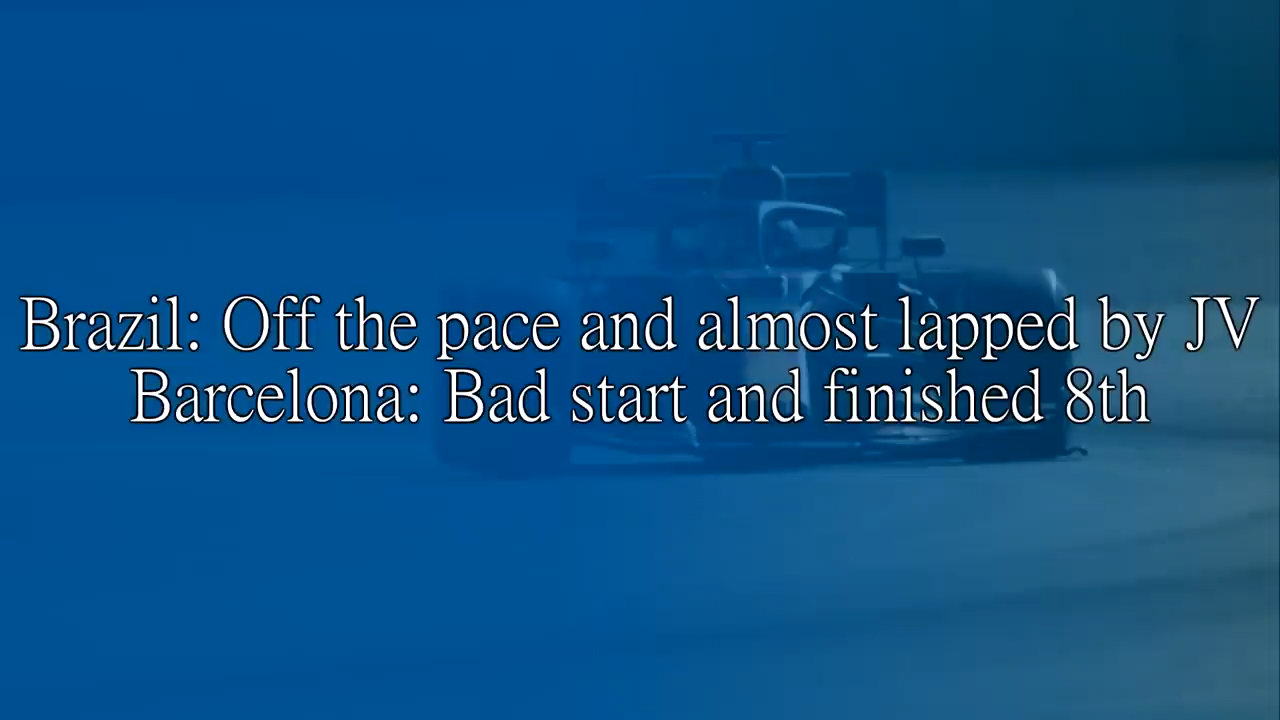 Brazil: Off the pace and almost lapped by JV
Barcelona: Bad start and finished 8th